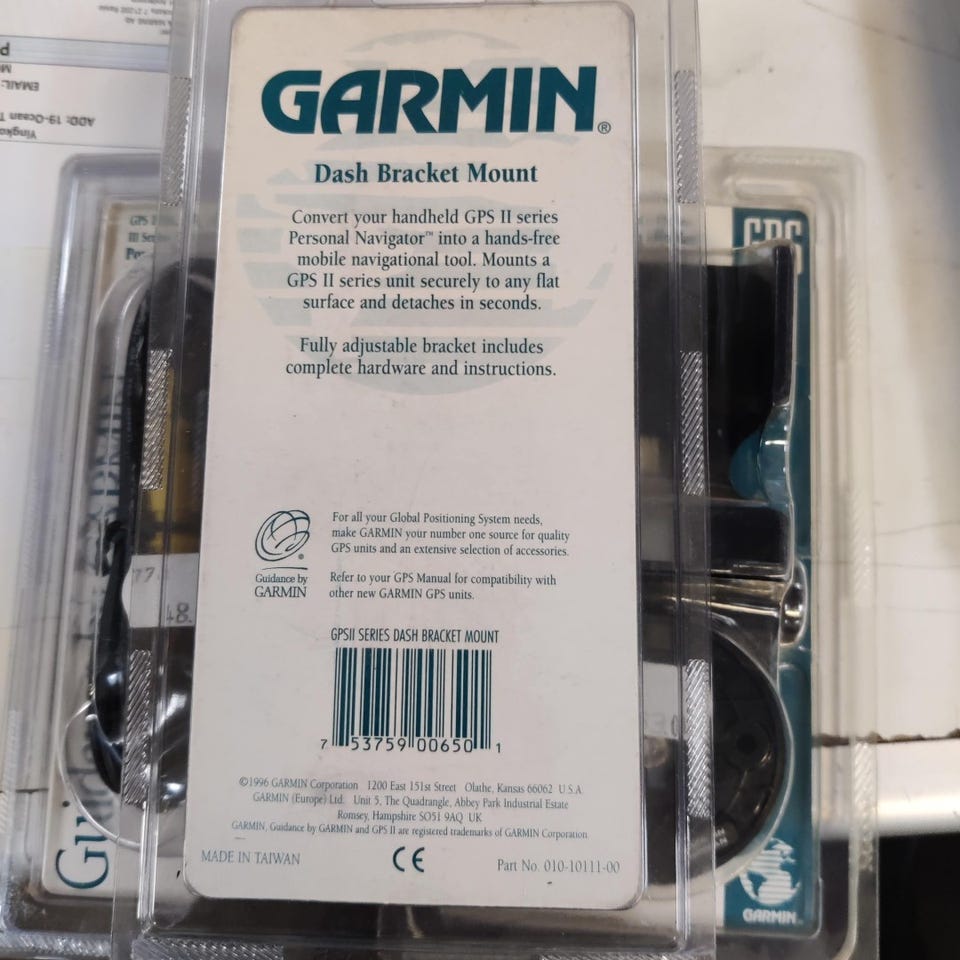 GARMIN®
Dash Bracket Mount
Convert your handheld GPS II series
Personal Navigator™ into a hands-free
mobile navigational tool. Mounts a
GPS II series unit securely to any flat
surface and detaches in seconds.
Fully adjustable bracket includes
complete hardware and instructions.
For all your Global Positioning System needs,
make GARMIN your number one source for quality
GPS units and an extensive selection of accessories.
Guidance by
GARMIN
Refer to your GPS Manual for compatibility with
other new GARMIN GPS units.
GPSII SERIES DASH BRACKET MOUNT
7 53759 00650 1
©1996 GARMIN Corporation 1200 East 151st Street Olathe, Kansas 66062 U.S.A.
GARMIN (Europe) Ltd. Unit 5, The Quadrangle, Abbey Park Industrial Estate
Romsey, Hampshire SO51 9AQ UK
GARMIN, Guidance by GARMIN and GPS II are registered trademarks of GARMIN Corporation
MADE IN TAIWAN
CE
Part No. 010-10111-00
EMAIL:
ADD: 19-Ocean
GPS
GARMIN